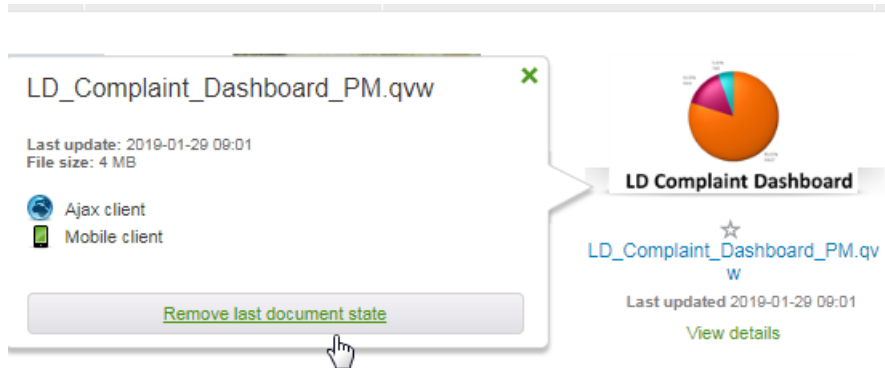 LD_Complaint_Dashboard_PM.qvw
Last update: 2019-01-29 09:01
File size: 4 MB
Ajax client
Mobile client
Remove last document state
LD Complaint Dashboard
LD_Complaint_Dashboard_PM.qv
w
Last updated 2019-01-29 09:01
View details